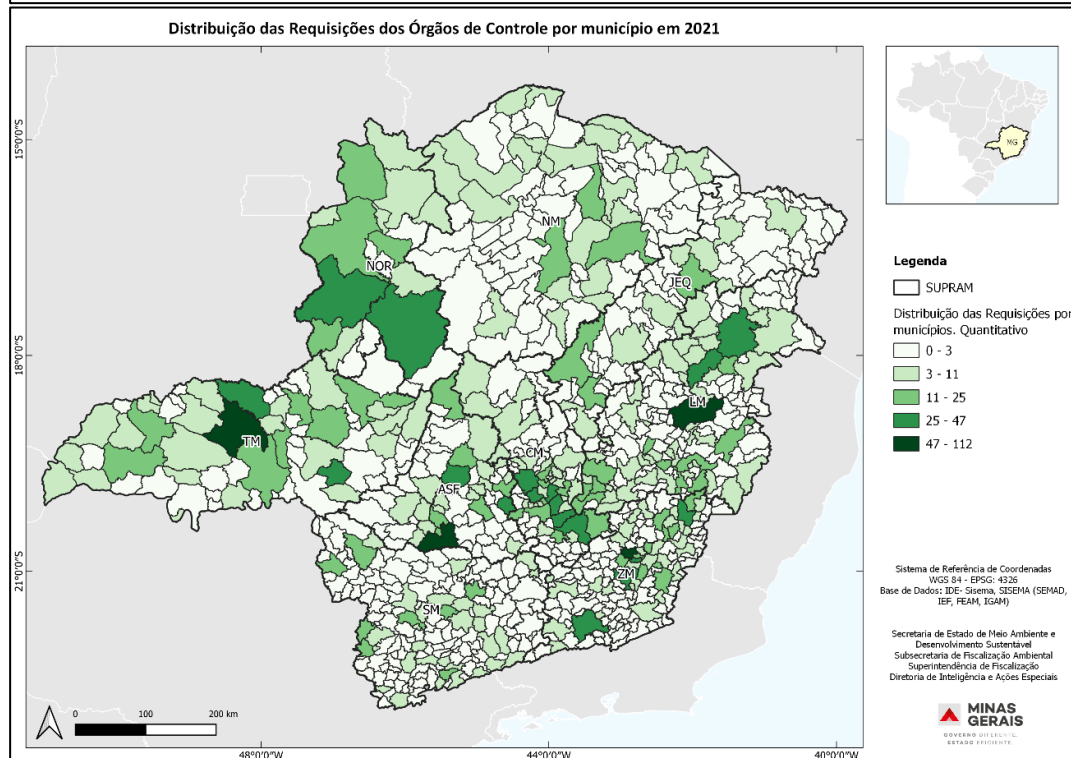 Distribuição das Requisições dos Órgãos de Controle por município em 2021
15°0'0"S
18°0'0"S
21°0'0"S
NM
NOR
JEQ
LM
TM
CM
ASF
ZM
SM
0 100 200 km
48°0'0"W
44°0'0"W
40°0'0"W
MG
Legenda
SUPRAM
Distribuição das Requisições por
municípios. Quantitativo
0 - 3
3 - 11
11 - 25
25 - 47
47 - 112
Sistema de Referência de Coordenadas
WGS 84 - EPSG: 4326
Base de Dados: IDE- Sisema, SISEMA (SEMAD,
IEF, FEAM, IGAM)
Secretaria de Estado de Meio Ambiente e
Desenvolvimento Sustentável
Subsecretaria de Fiscalização Ambiental
Superintendência de Fiscalização
Diretoria de Inteligência e Ações Especiais
MINAS
GERAIS
GOVERNO DIFERENTE.
ESTADO EFICIENTE.